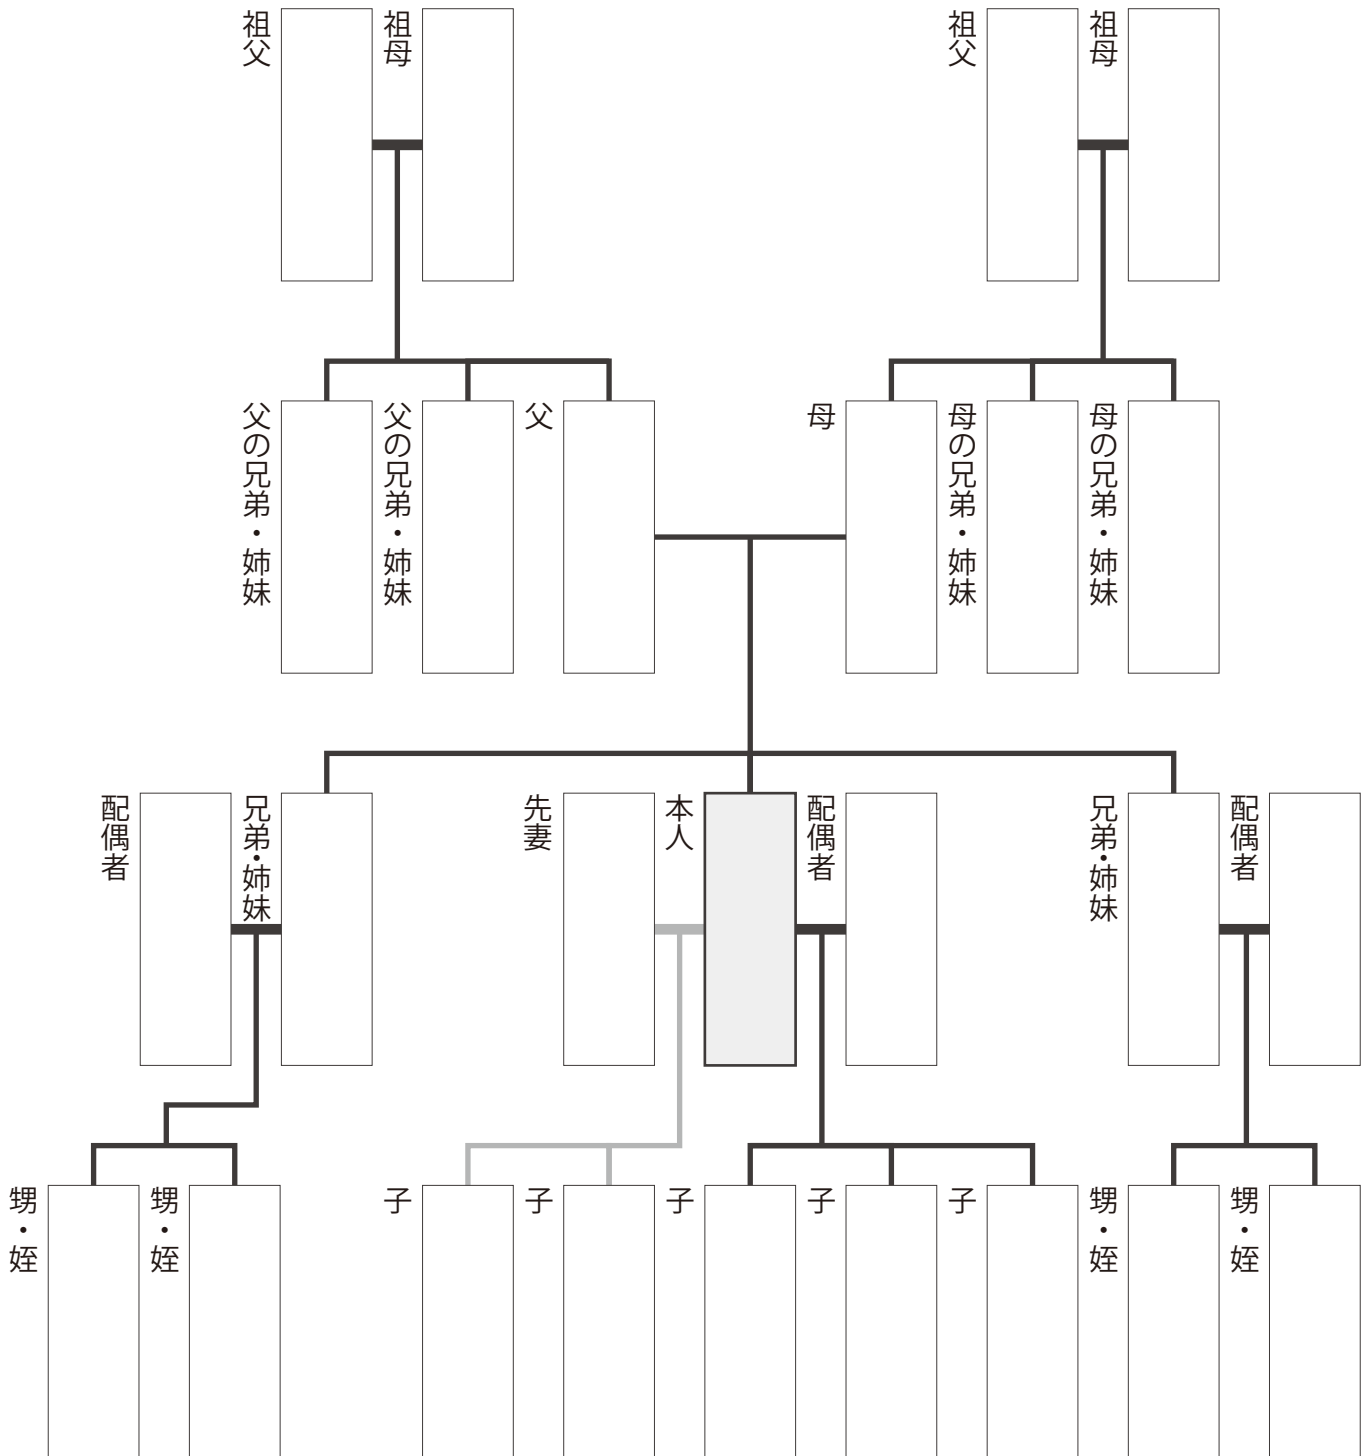 祖父
祖母
祖父
祖母
父の兄弟・姉妹
父の兄弟・姉妹
父
母
母の兄弟・姉妹
母の兄弟・姉妹
配偶者
兄弟・姉妹
先妻
本人
配偶者
兄弟・姉妹
配偶者
甥・姪
甥・姪
子
子
子
子
子
甥・姪
甥・姪